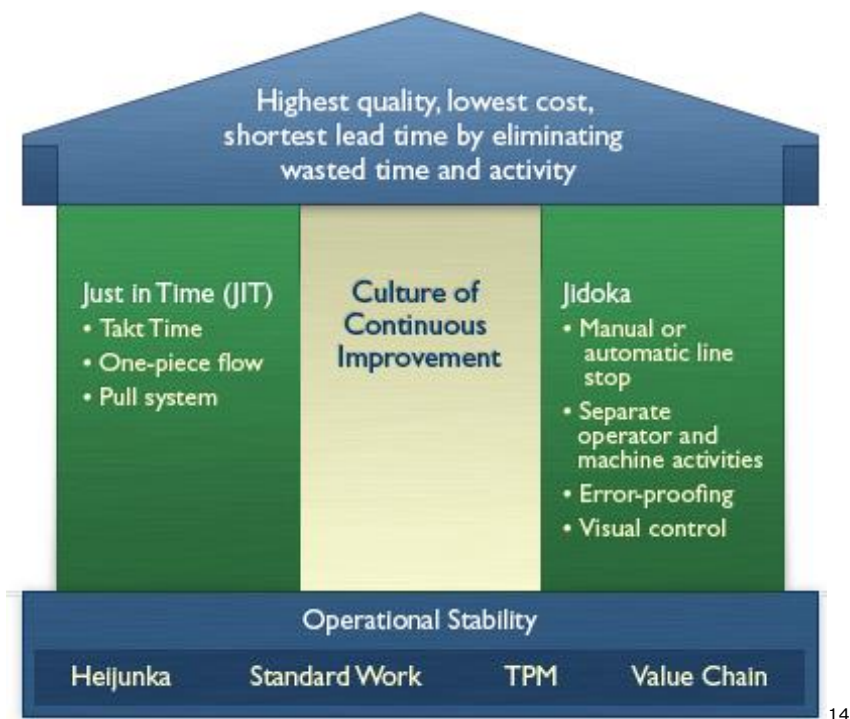 Highest quality, lowest cost,
shortest lead time by eliminating
wasted time and activity
Just in Time (JIT)
• Takt Time
• One-piece flow
• Pull system
Culture of
Continuous
Improvement
Jidoka
• Manual or
automatic line
stop
• Separate
operator and
machine activities
• Error-proofing
• Visual control
Operational Stability
Heijunka Standard Work TPM Value Chain
14